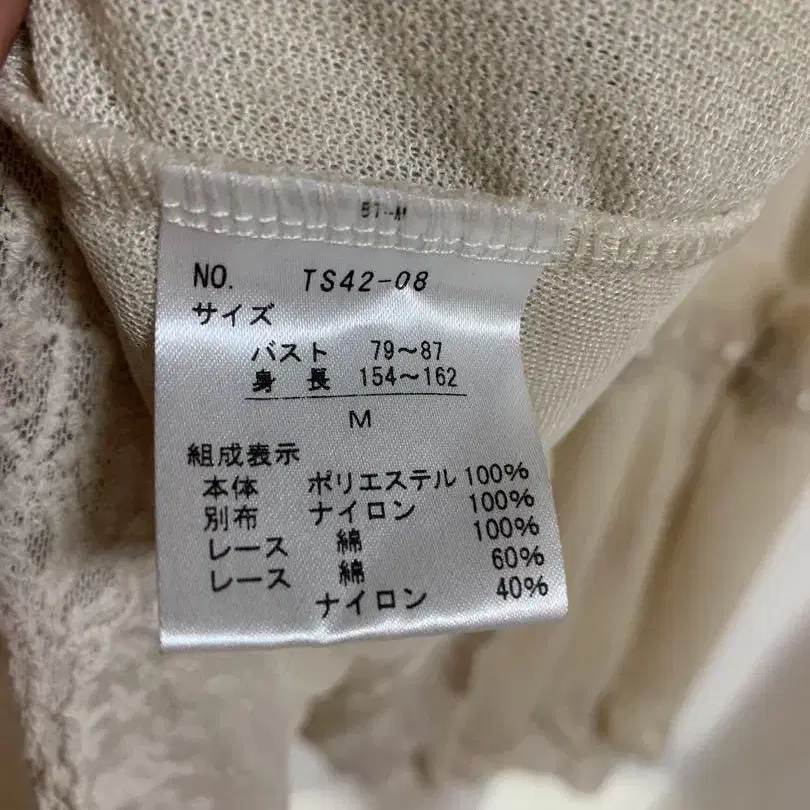 NO. TS42-08
サイズ
バスト 79～87
身長 154～162
M
組成表示
本体 ポリエステル 100%
別布 ナイロン 100%
レース 綿 100%
レース 綿 60%
ナイロン 40%